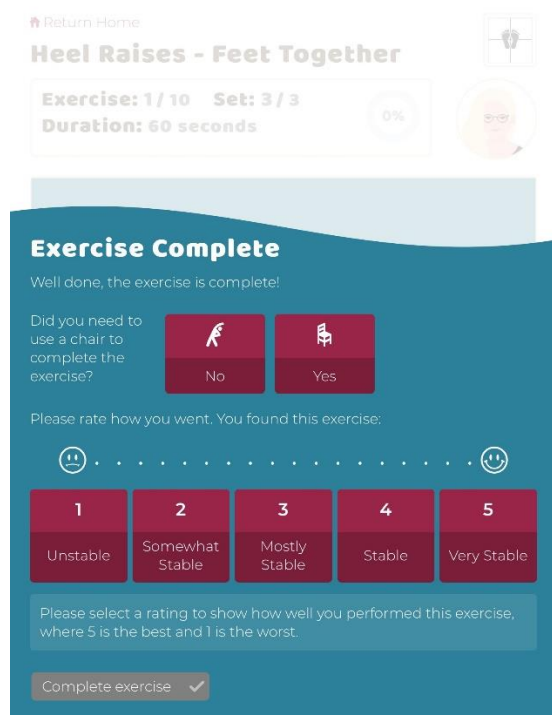 Return Home
Heel Raises - Feet Together
Exercise: 1 / 10 Set: 3 / 3
Duration: 60 seconds
0%
Exercise Complete
Well done, the exercise is complete!
Did you need to
use a chair to
complete the
exercise?
No
Yes
Please rate how you went. You found this exercise:
1
2
3
4
5
Unstable
Somewhat
Stable
Mostly
Stable
Stable
Very Stable
Please select a rating to show how well you performed this exercise,
where 5 is the best and 1 is the worst.
Complete exercise